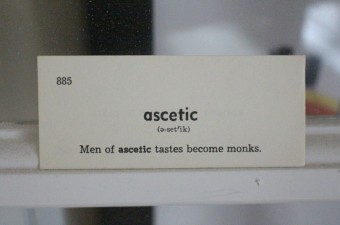 885
ascetic
(a-set′ik)
Men of ascetic tastes become monks.